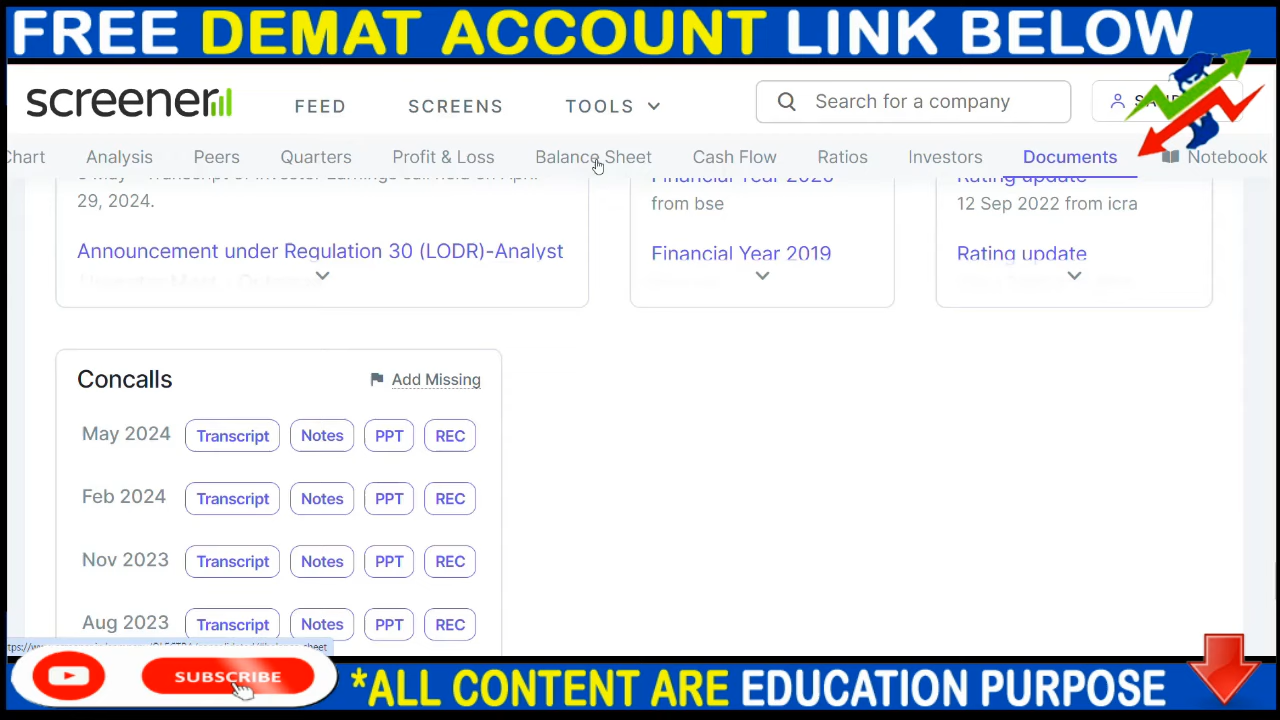 FREE DEMAT ACCOUNT LINK BELOW
screener
FEED SCREENS TOOLS Search for a company
Chart Analysis Peers Quarters Profit & Loss Balance Sheet Cash Flow Ratios Investors Documents Notebook
29, 2024.
Announcement under Regulation 30 (LODR)-Analyst
Financial Year 2020
from bse
Financial Year 2019
Rating update
12 Sep 2022 from icra
Rating update
Concalls Add Missing
May 2024 Transcript Notes PPT REC
Feb 2024 Transcript Notes PPT REC
Nov 2023 Transcript Notes PPT REC
Aug 2023 Transcript Notes PPT REC
SUBSCRIBE
*ALL CONTENT ARE EDUCATION PURPOSE